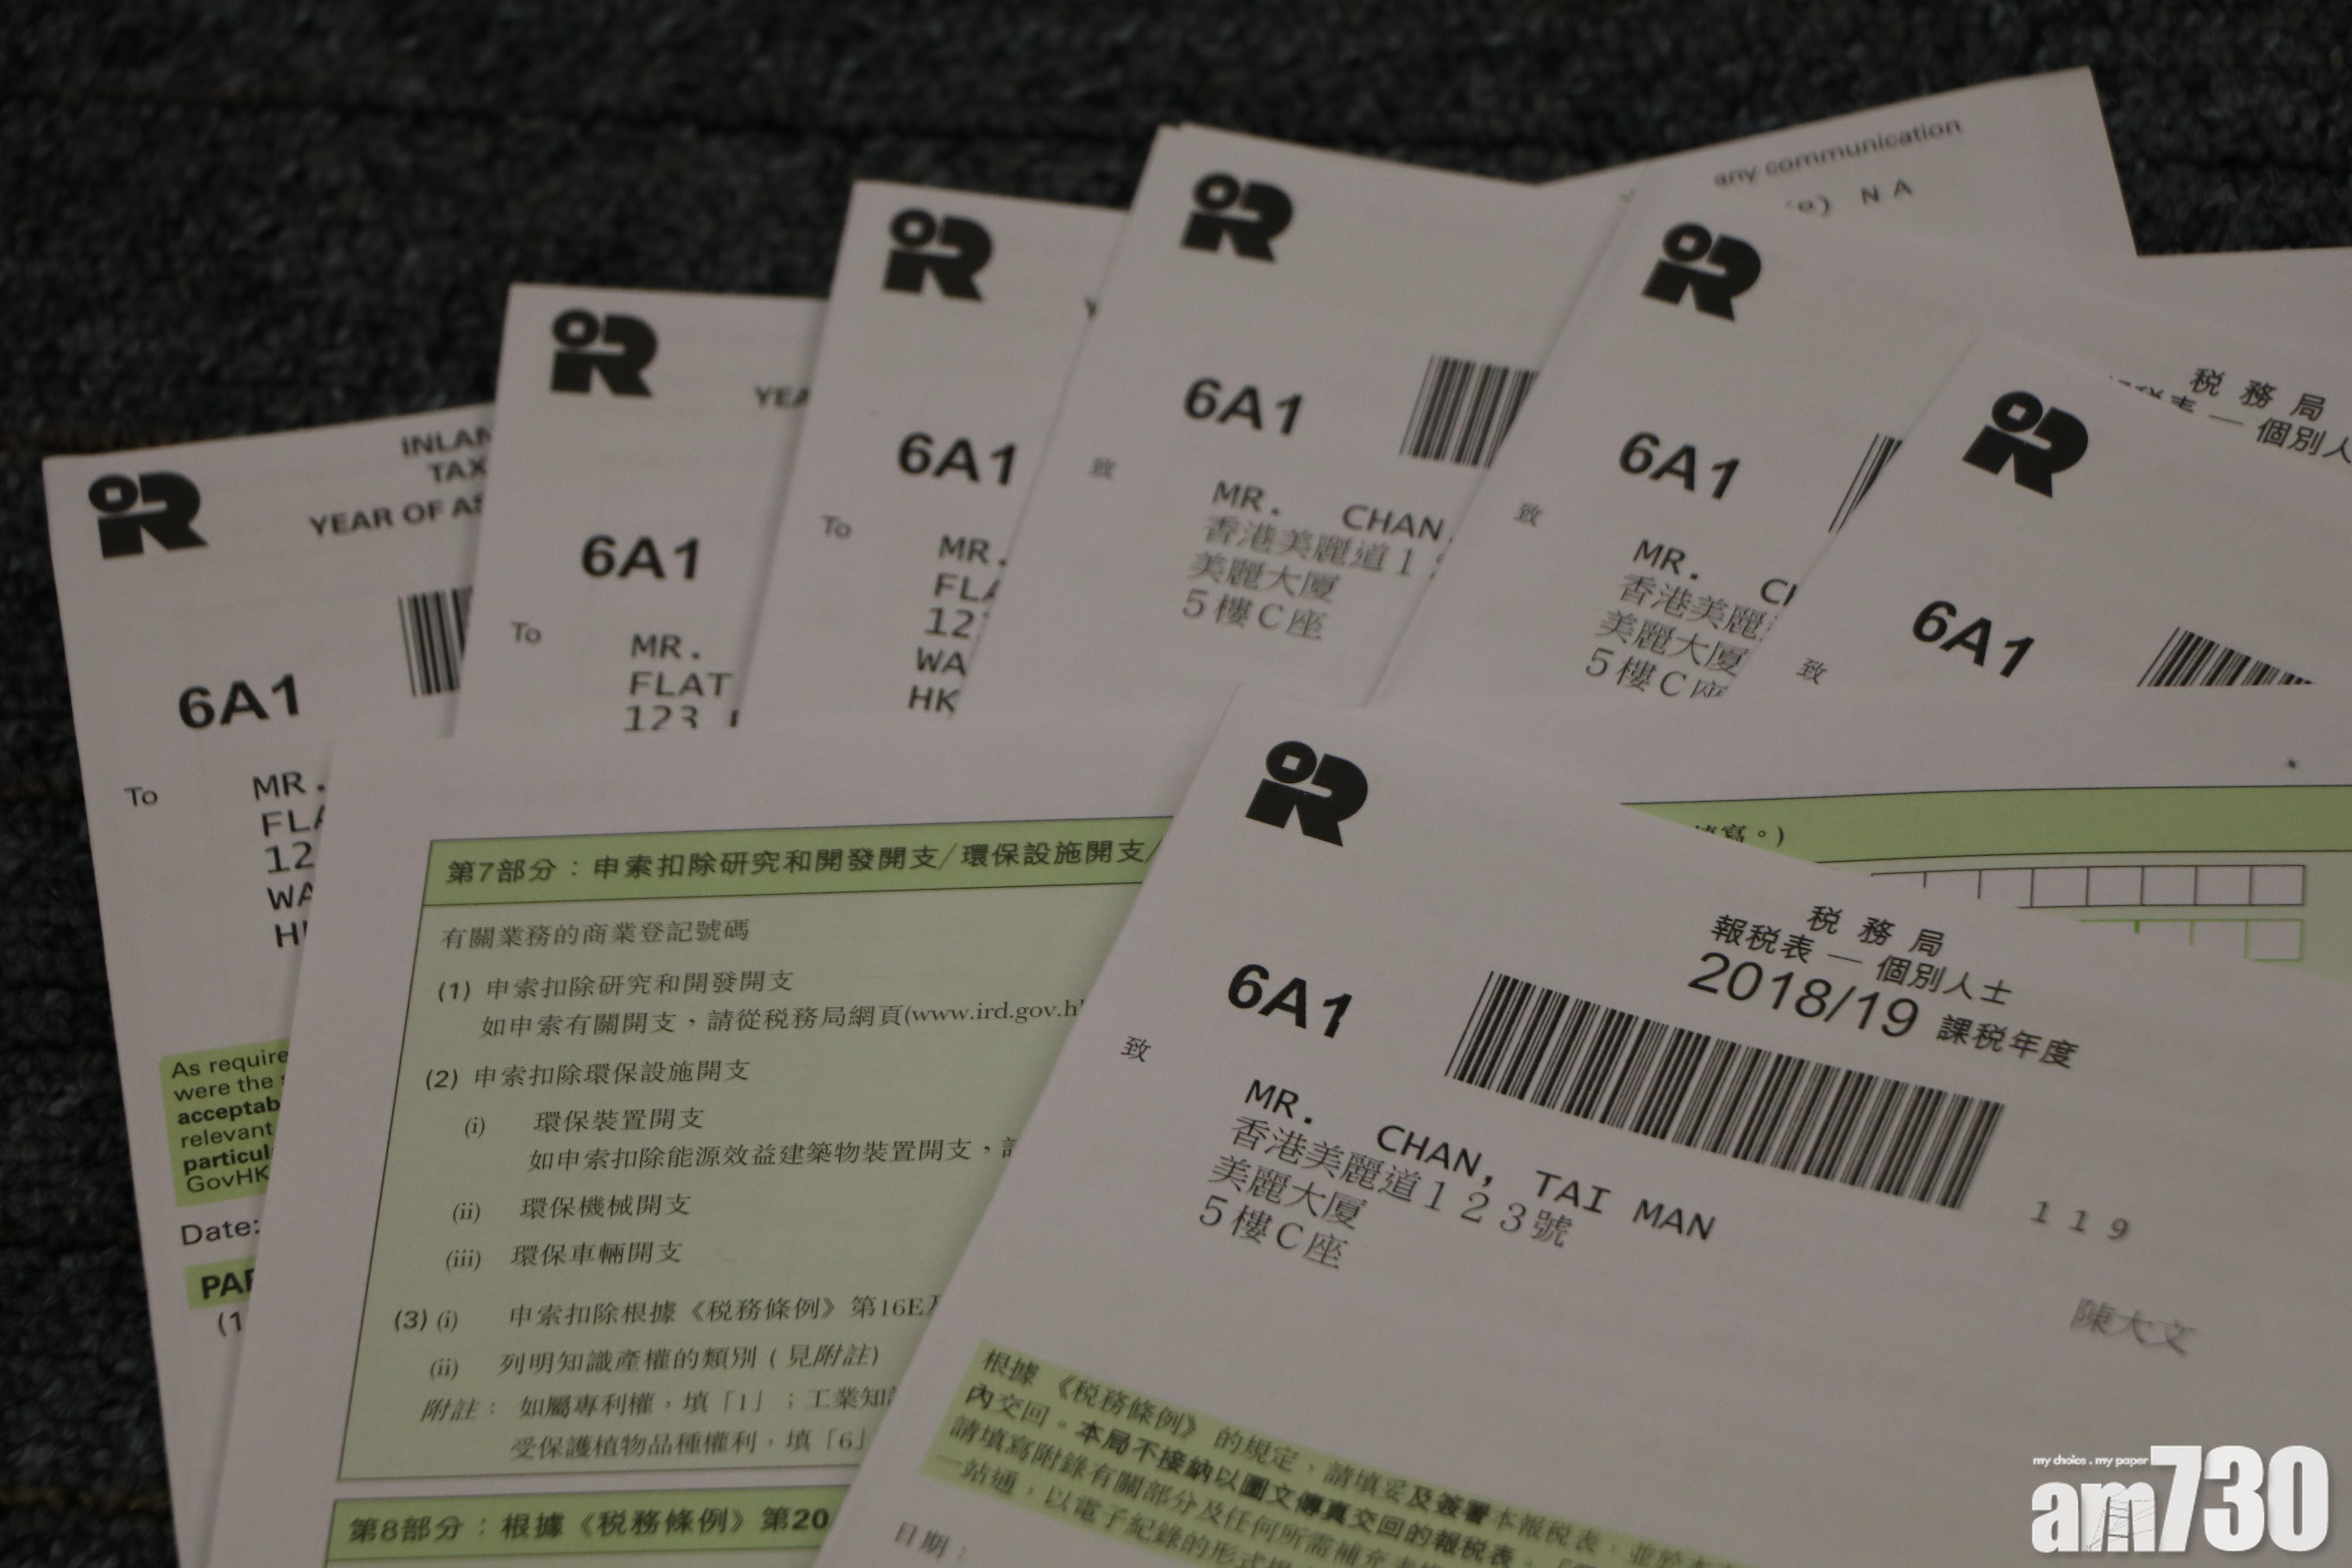 any communication
N A
税務局
個別人
INLAN
TAX
YEAR OF AS
6A1
To
MR.
FLA
12
WA
As require
were the
acceptab
relevant
particul
GovHK
Date:
PAR
(1
YEA
6A1
To
MR.
FLAT
123
6A1
To
MR.
FLA
12
WA
HK
6A1
致
MR. CHAN
香港美麗道1
美麗大廈
5樓C座
6A1
致
MR.
香港美麗
美麗大廈
5樓C座
6A1
致
第7部分：申索扣除研究和開發開支/環保設施開支/
有關業務的商業登記號碼
(1) 申索扣除研究和開發開支
如申索有關開支，請從税務局網頁(www.ird.gov.h
(2) 申索扣除環保設施開支
(i) 環保裝置開支
如申索扣除能源效益建築物裝置開支，
(ii) 環保機械開支
(iii) 環保車輛開支
(3) (i) 申索扣除根據《税務條例》第16E
(ii) 列明知識產權的類別 (見附註)
附註： 如屬專利權，填「1」；工業知
受保護植物品種權利，填「6」
第8部分：根據《税務條例》第20
填寫。)
税務局
報税表 — 個別人士
2018/19 課税年度
6A1
致
MR. CHAN, TAI MAN
香港美麗道123號
美麗大廈
5樓C座
119
陳大文
根據《税務條例》的規定，請填妥及簽署本報税表，並於本
內交回。本局不接納以圖文傳真交回的報税表。
請填寫附錄有關部分及任何所需補充表
一站通，以電子紀錄的形式
日期：
my choice . my paper
am730